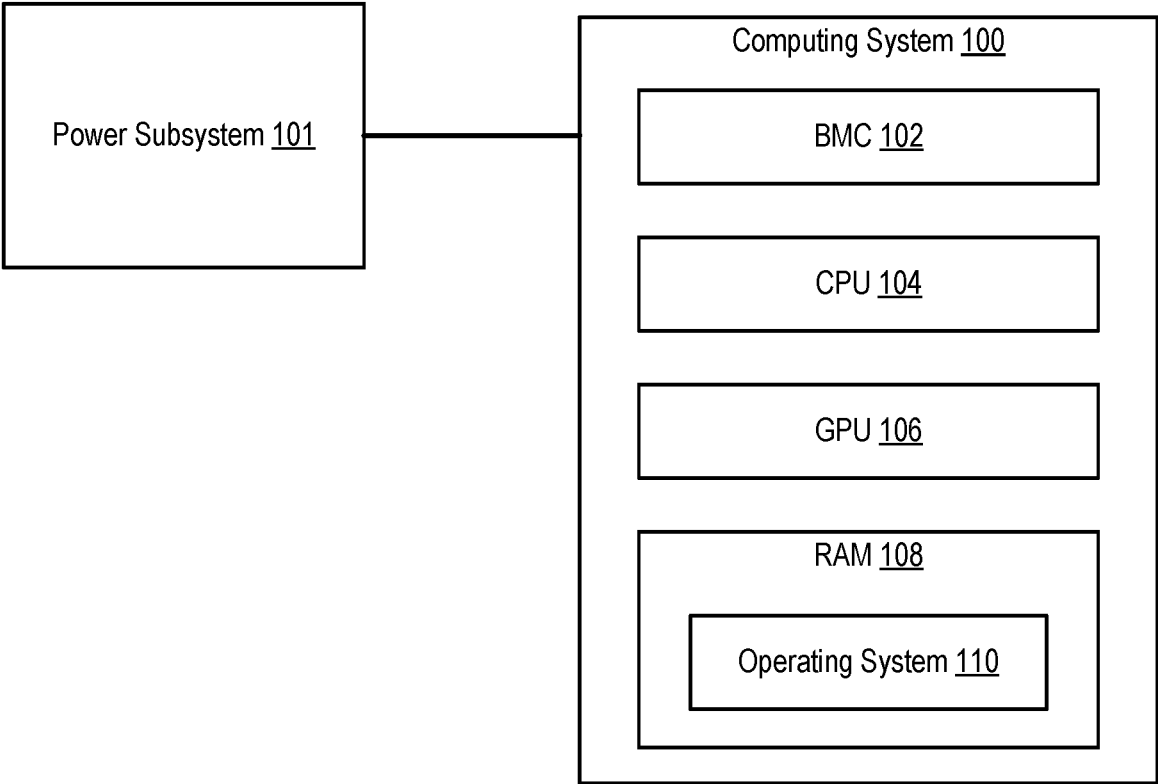 Power Subsystem 101
Computing System 100
BMC 102
CPU 104
GPU 106
RAM 108
Operating System 110